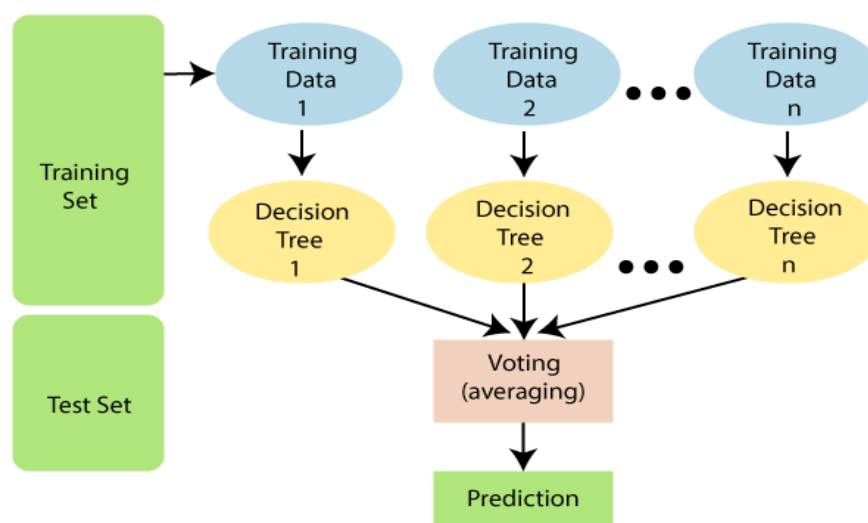 Training
Set
Test Set
Training
Data
1
Training
Data
2
Training
Data
n
Decision
Tree
1
Decision
Tree
2
Decision
Tree
n
Voting
(averaging)
Prediction